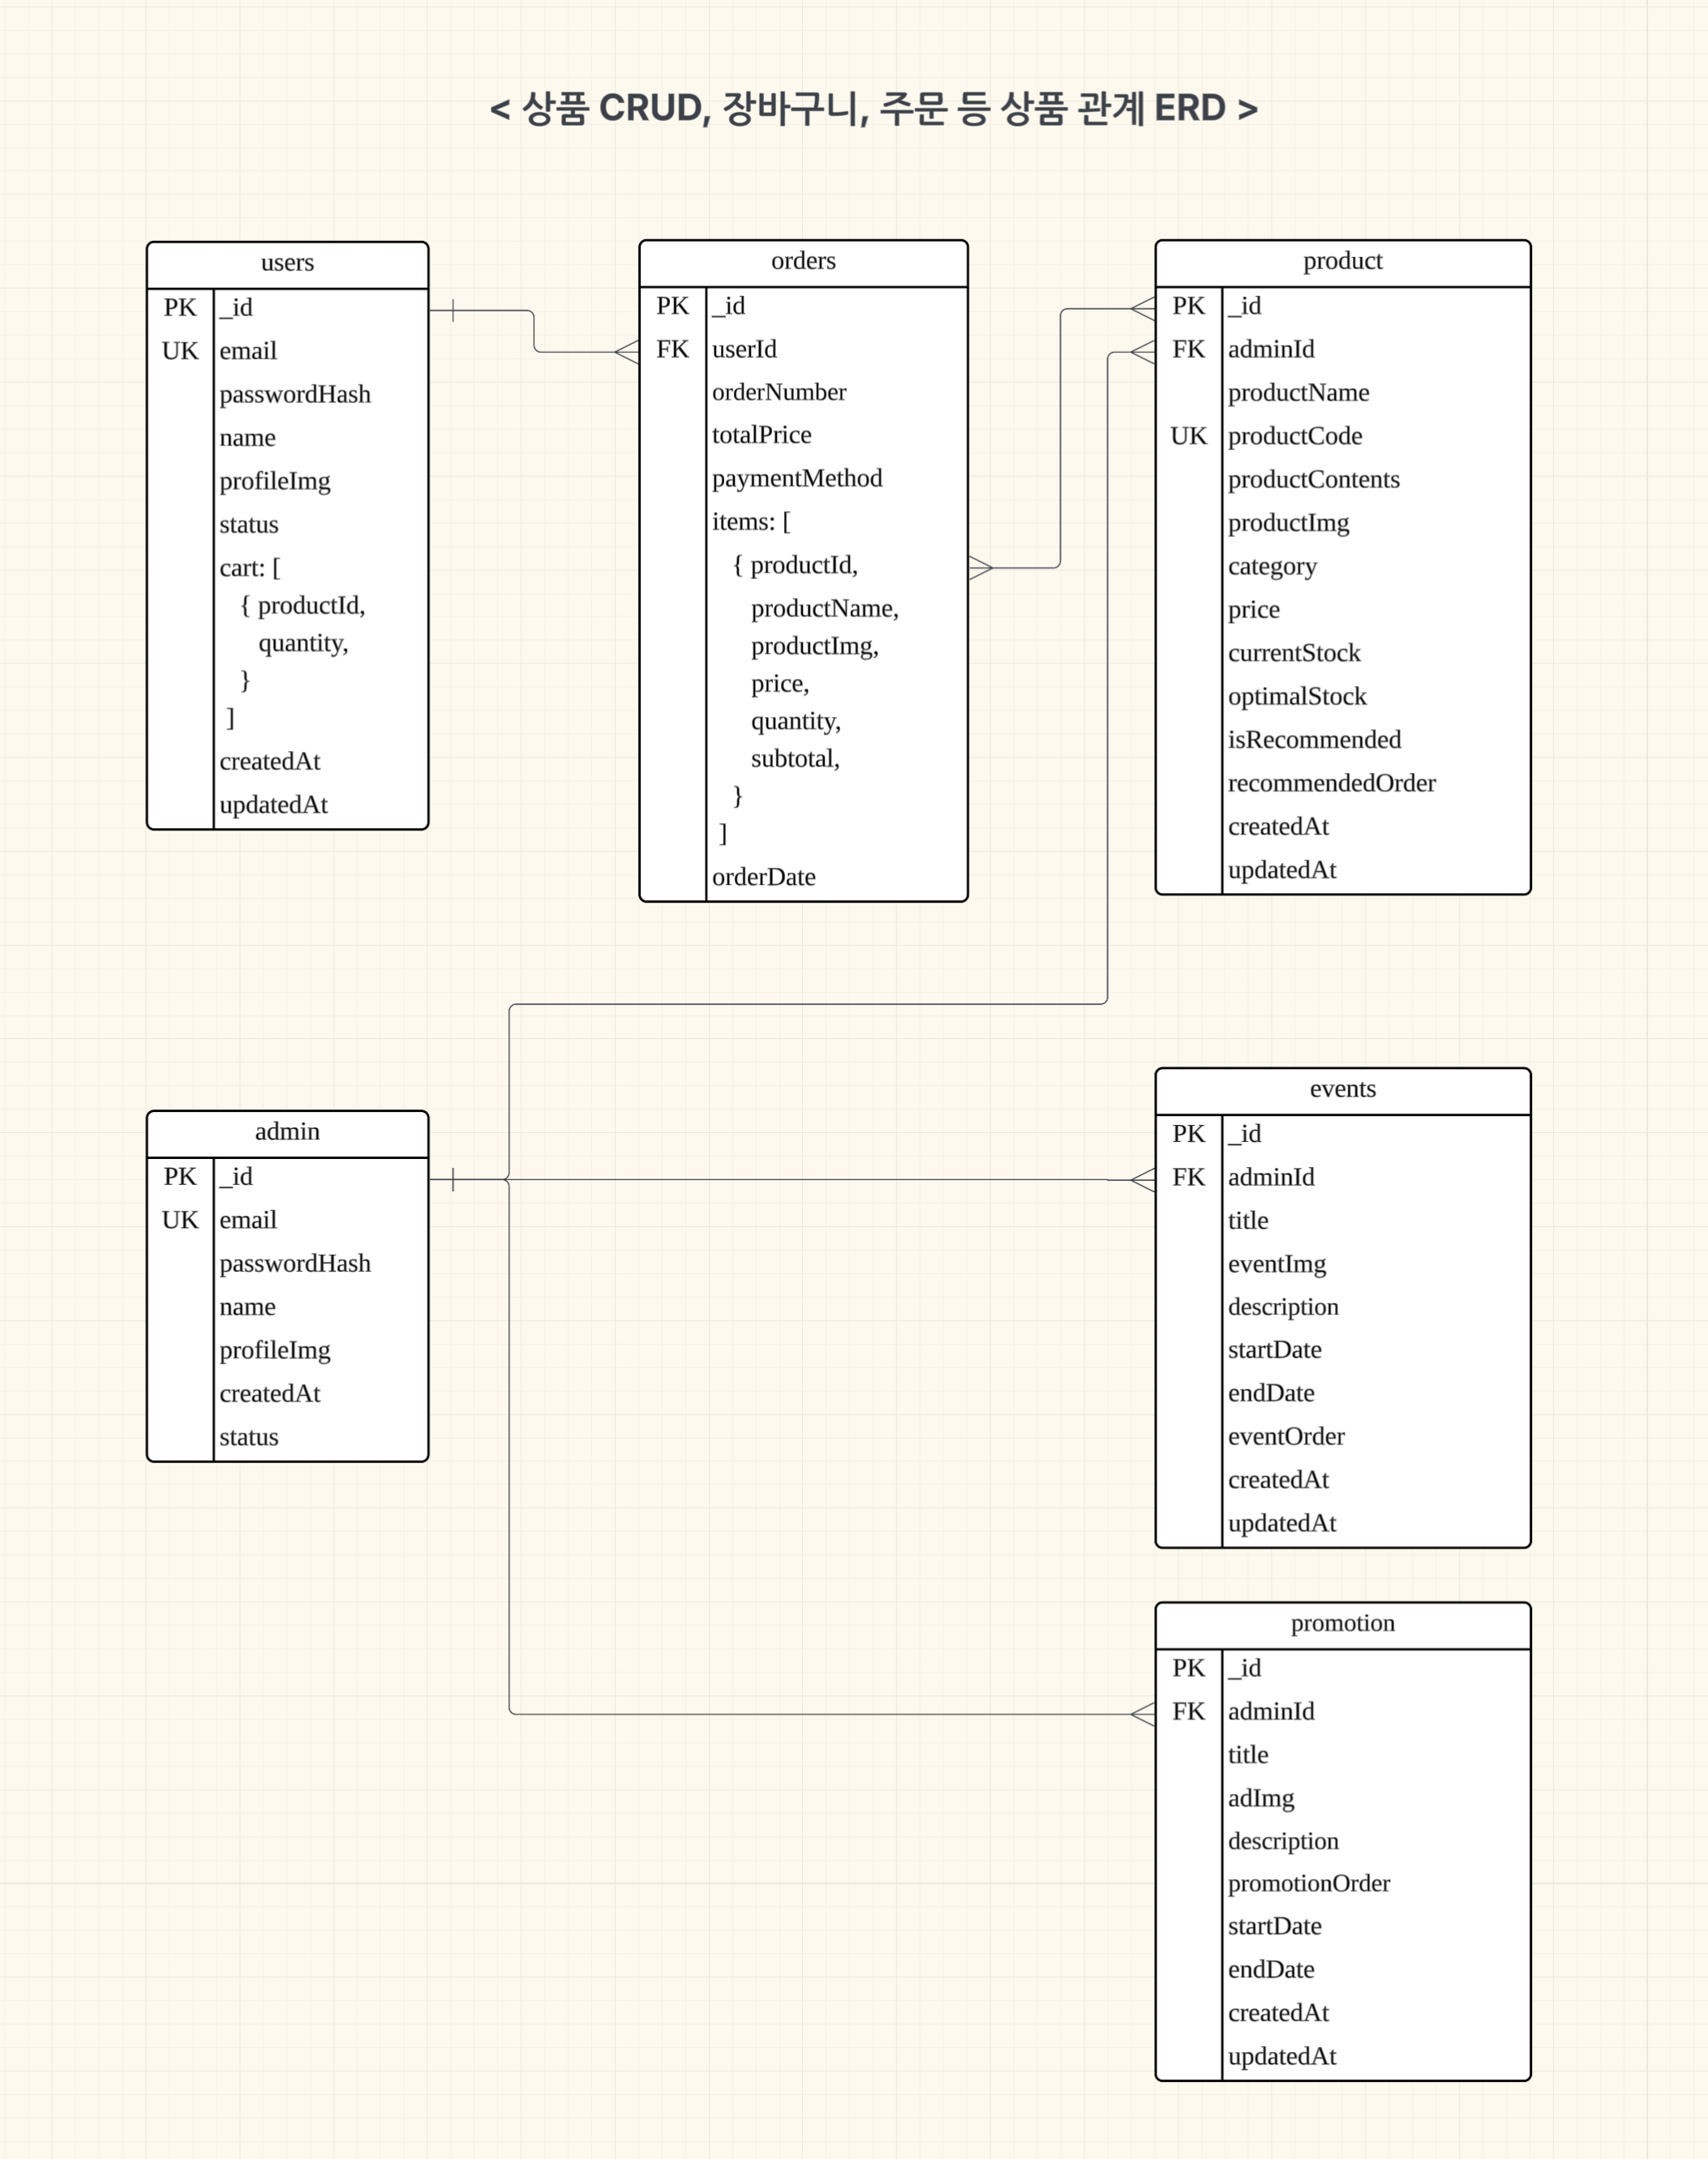 < 상품 CRUD, 장바구니, 주문 등 상품 관계 ERD >
users
PK _id
UK email
passwordHash
name
profileImg
status
cart: [
{ productId,
quantity,
}
]
createdAt
updatedAt
orders
PK _id
FK userId
orderNumber
totalPrice
paymentMethod
items: [
{ productId,
productName,
productImg,
price,
quantity,
subtotal,
}
]
orderDate
product
PK _id
FK adminId
productName
UK productCode
productContents
productImg
category
price
currentStock
optimalStock
isRecommended
recommendedOrder
createdAt
updatedAt
admin
PK _id
UK email
passwordHash
name
profileImg
createdAt
status
events
PK _id
FK adminId
title
eventImg
description
startDate
endDate
eventOrder
createdAt
updatedAt
promotion
PK _id
FK adminId
title
adImg
description
promotionOrder
startDate
endDate
createdAt
updatedAt